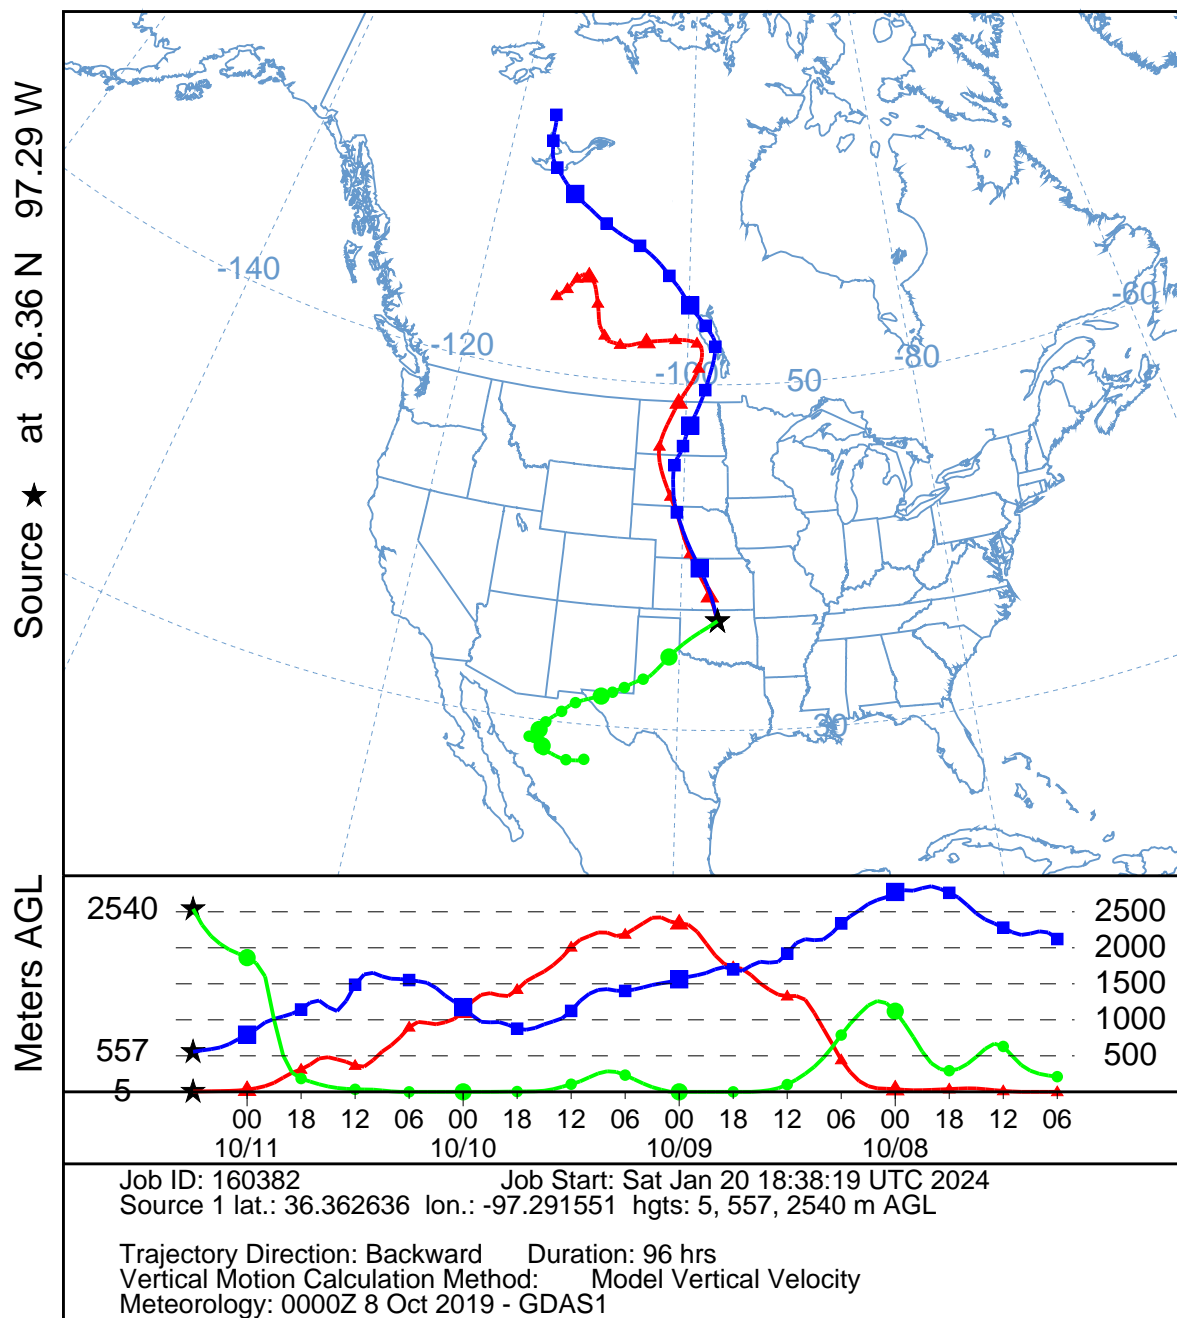 Source ★ at 36.36 N 97.29 W
-140
-120
-100
-80
-60
50
30
Meters AGL
2540
557
5
2500
2000
1500
1000
500
00 18 12 06 00 18 12 06 00 18 12 06 00 18 12 06
10/11 10/10 10/09 10/08
Job ID: 160382 Job Start: Sat Jan 20 18:38:19 UTC 2024
Source 1 lat.: 36.362636 lon.: -97.291551 hgts: 5, 557, 2540 m AGL
Trajectory Direction: Backward Duration: 96 hrs
Vertical Motion Calculation Method: Model Vertical Velocity
Meteorology: 0000Z 8 Oct 2019 - GDAS1